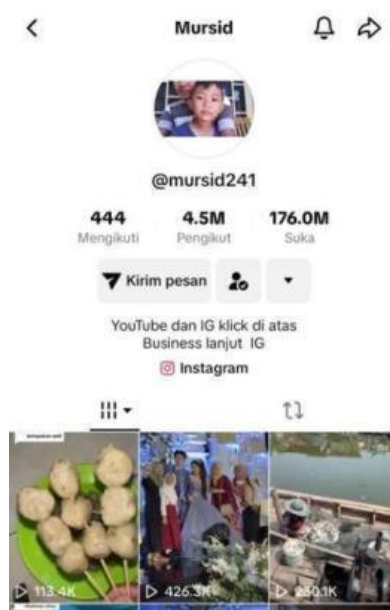 Mursid
@mursid241
444 4.5M 176.0M
Mengikuti Pengikut Suka
Kirim pesan
YouTube dan IG klick di atas
Business lanjut IG
Instagram
113.4K 426.3K 230.1K